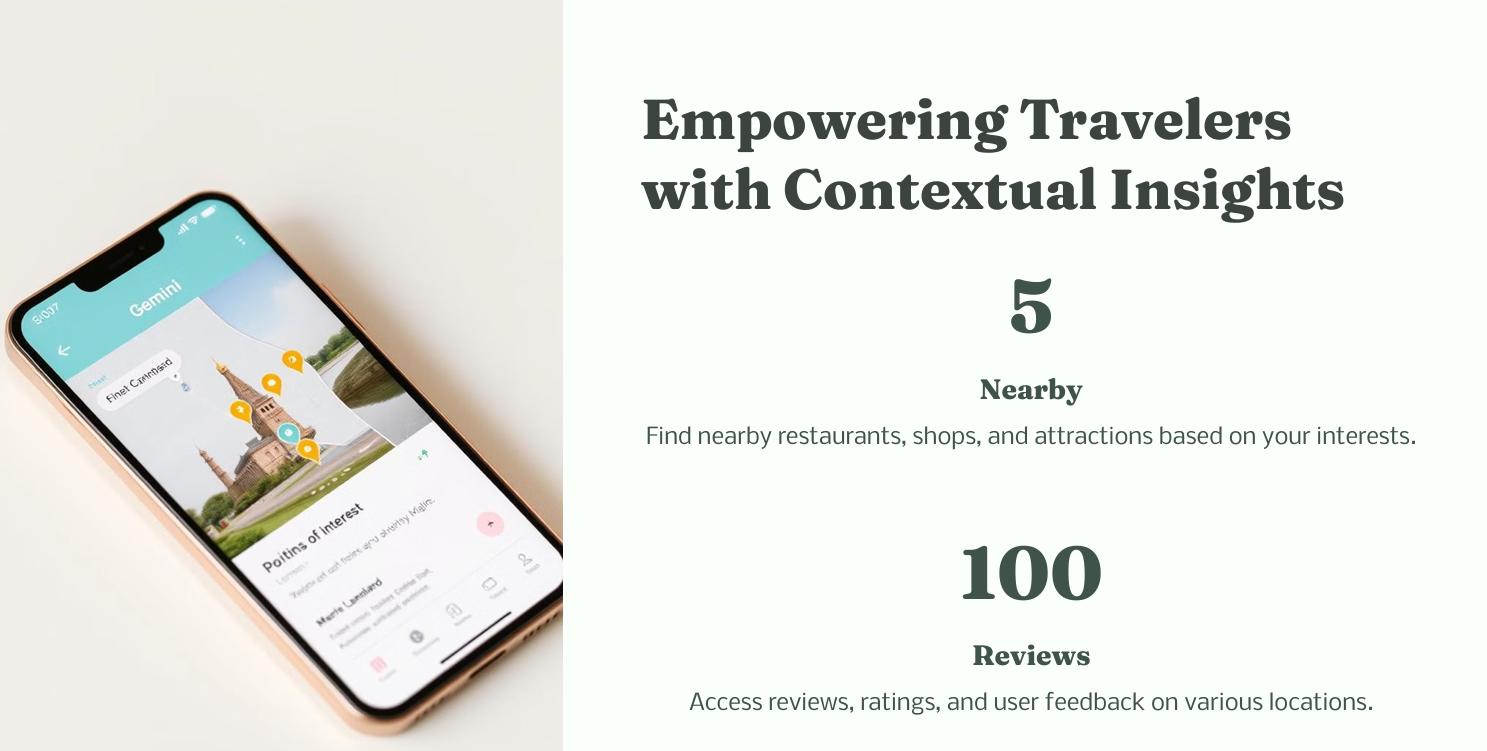 Gemini
Poitins of interest
Empowering Travelers
with Contextual Insights
5
Nearby
Find nearby restaurants, shops, and attractions based on your interests.
100
Reviews
Access reviews, ratings, and user feedback on various locations.